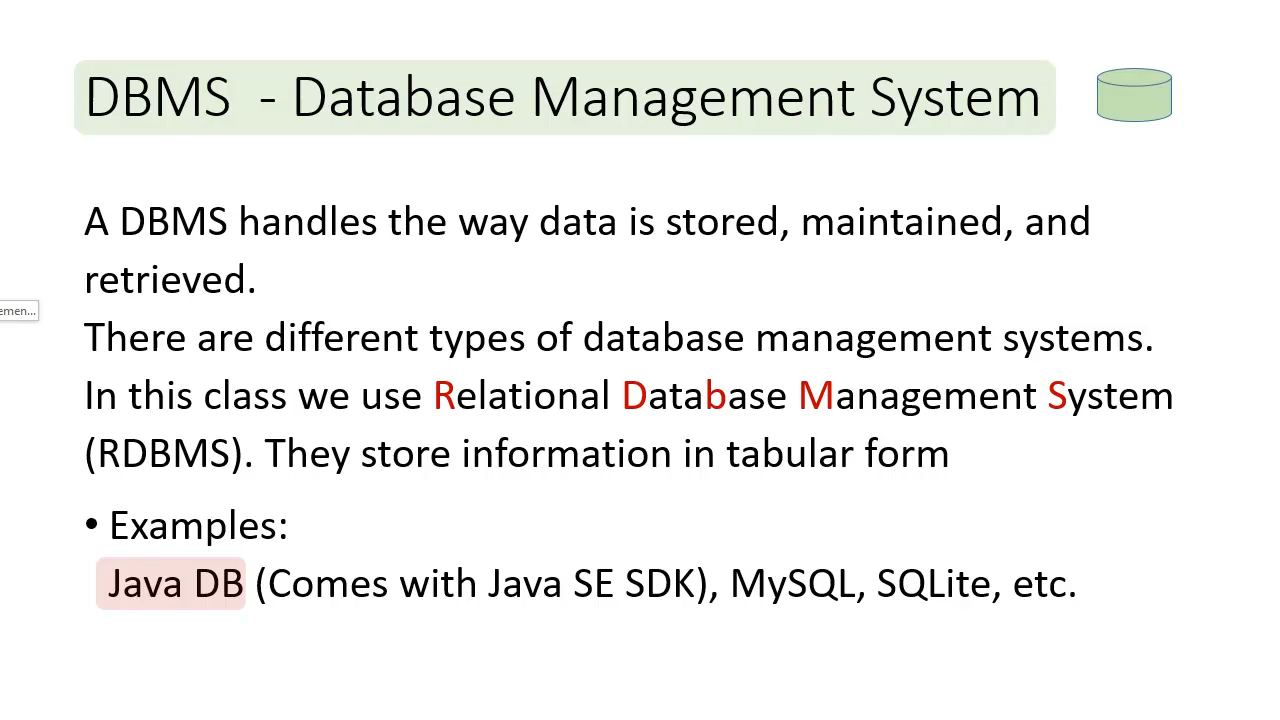 DBMS - Database Management System
A DBMS handles the way data is stored, maintained, and
retrieved.
emen...
There are different types of database management systems.
In this class we use Relational Database Management System
(RDBMS). They store information in tabular form
• Examples:
Java DB (Comes with Java SE SDK), MySQL, SQLite, etc.